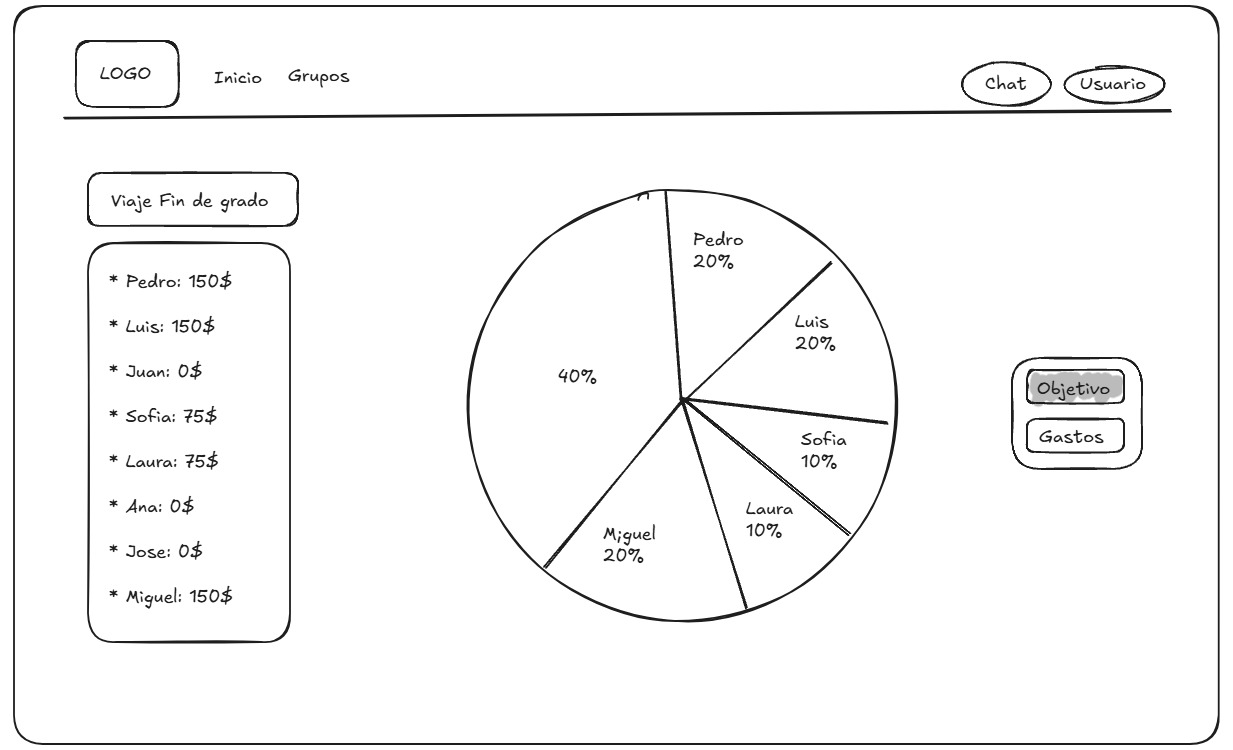 LOGO
Inicio
Grupos
Chat
Usuario
Viaje Fin de grado
* Pedro: 150$
* Luis: 150$
* Juan: 0$
* Sofia: 75$
* Laura: 75$
* Ana: 0$
* Jose: 0$
* Miguel: 150$
Pedro
20%
Luis
20%
40%
Sofia
10%
Laura
10%
Miguel
20%
Objetivo
Gastos